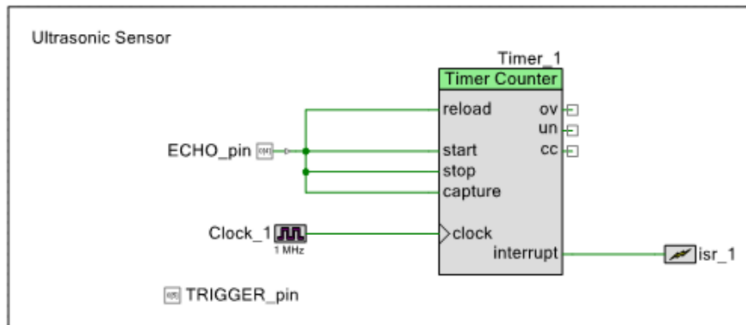 Ultrasonic Sensor
Timer_1
Timer Counter
reload ov
un
ECHO_pin start cc
stop
capture
Clock_1 clock
1 MHz
interrupt isr_1
TRIGGER_pin